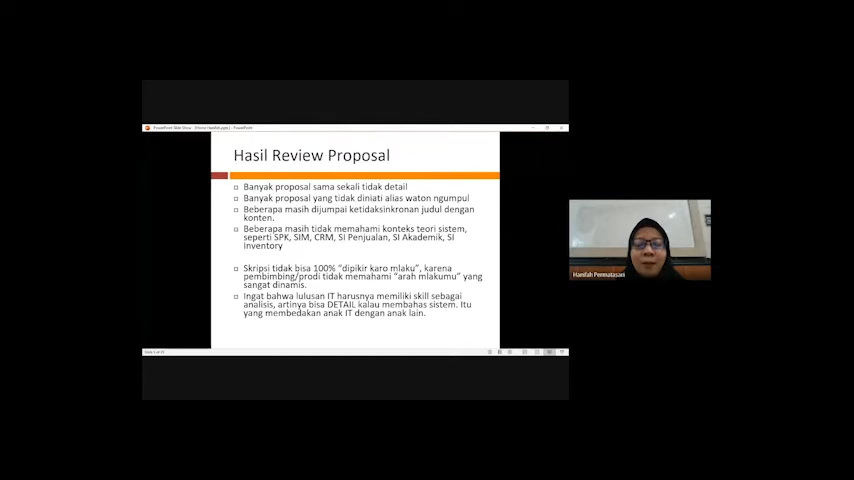 Hasil Review Proposal
Banyak proposal sama sekali tidak detail
Banyak proposal yang tidak diniati alias waton ngumpul
Beberapa masih dijumpai ketidaksinkronan judul dengan
konten.
Beberapa masih tidak memahami konteks teori sistem,
seperti SPK, SIM, CRM, SI Penjualan, SI Akademik, SI
Inventory
Skripsi tidak bisa 100% “dipikir karo mlaku”, karena
pembimbing/prodi tidak memahami “arah mlakumu” yang
sangat dinamis.
Ingat bahwa lulusan IT harusnya memiliki skill sebagai
analisis, artinya bisa DETAIL kalau membahas sistem. Itu
yang membedakan anak IT dengan anak lain.
Hanifah Permatasari